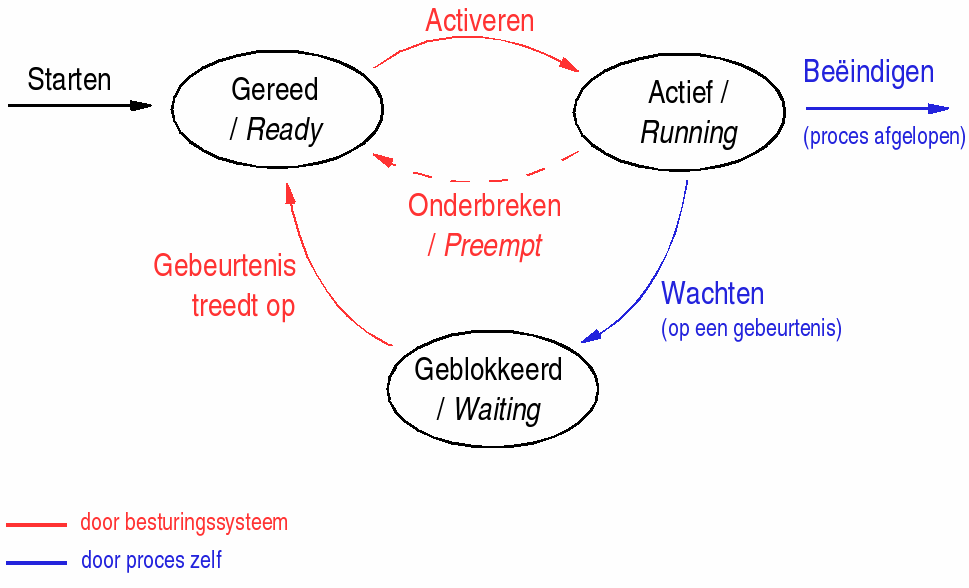 Activeren
Starten
Gereed
/ Ready
Actief /
Running
Beëindigen
(proces afgelopen)
Onderbreken
/ Preempt
Gebeurtenis
treedt op
Wachten
(op een gebeurtenis)
Geblokkeerd
/ Waiting
door besturingssysteem
door proces zelf